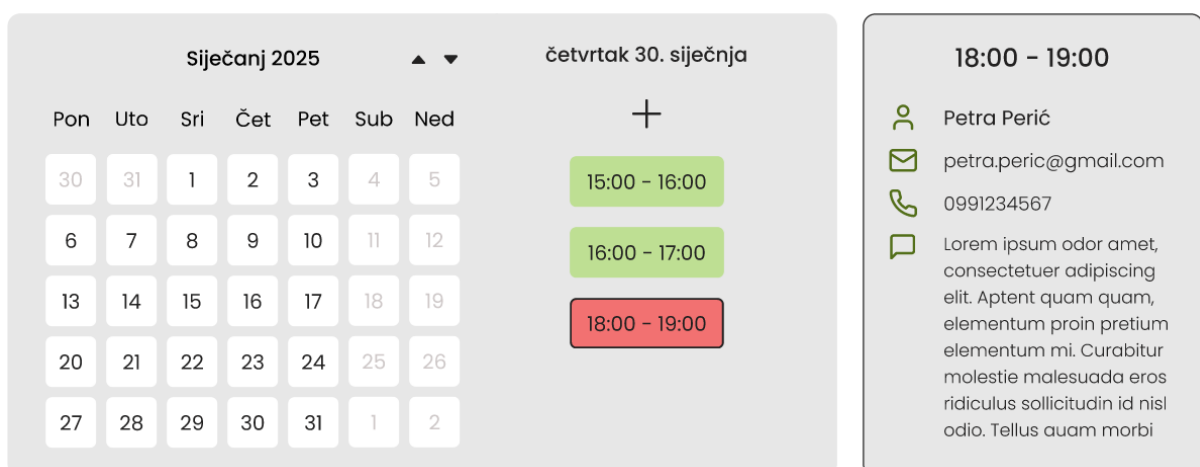 Siječanj 2025
Pon Uto Sri Čet Pet Sub Ned
30 31 1 2 3 4 5
6 7 8 9 10 11 12
13 14 15 16 17 18 19
20 21 22 23 24 25 26
27 28 29 30 31 1 2
četvrtak 30. siječnja
15:00 - 16:00
16:00 - 17:00
18:00 - 19:00
18:00 - 19:00
Petra Perić
petra.peric@gmail.com
0991234567
Lorem ipsum odor amet,
consectetuer adipiscing
elit. Aptent quam quam,
elementum proin pretium
elementum mi. Curabitur
molestie malesuada eros
ridiculus sollicitudin id nisl
odio. Tellus quam morbi